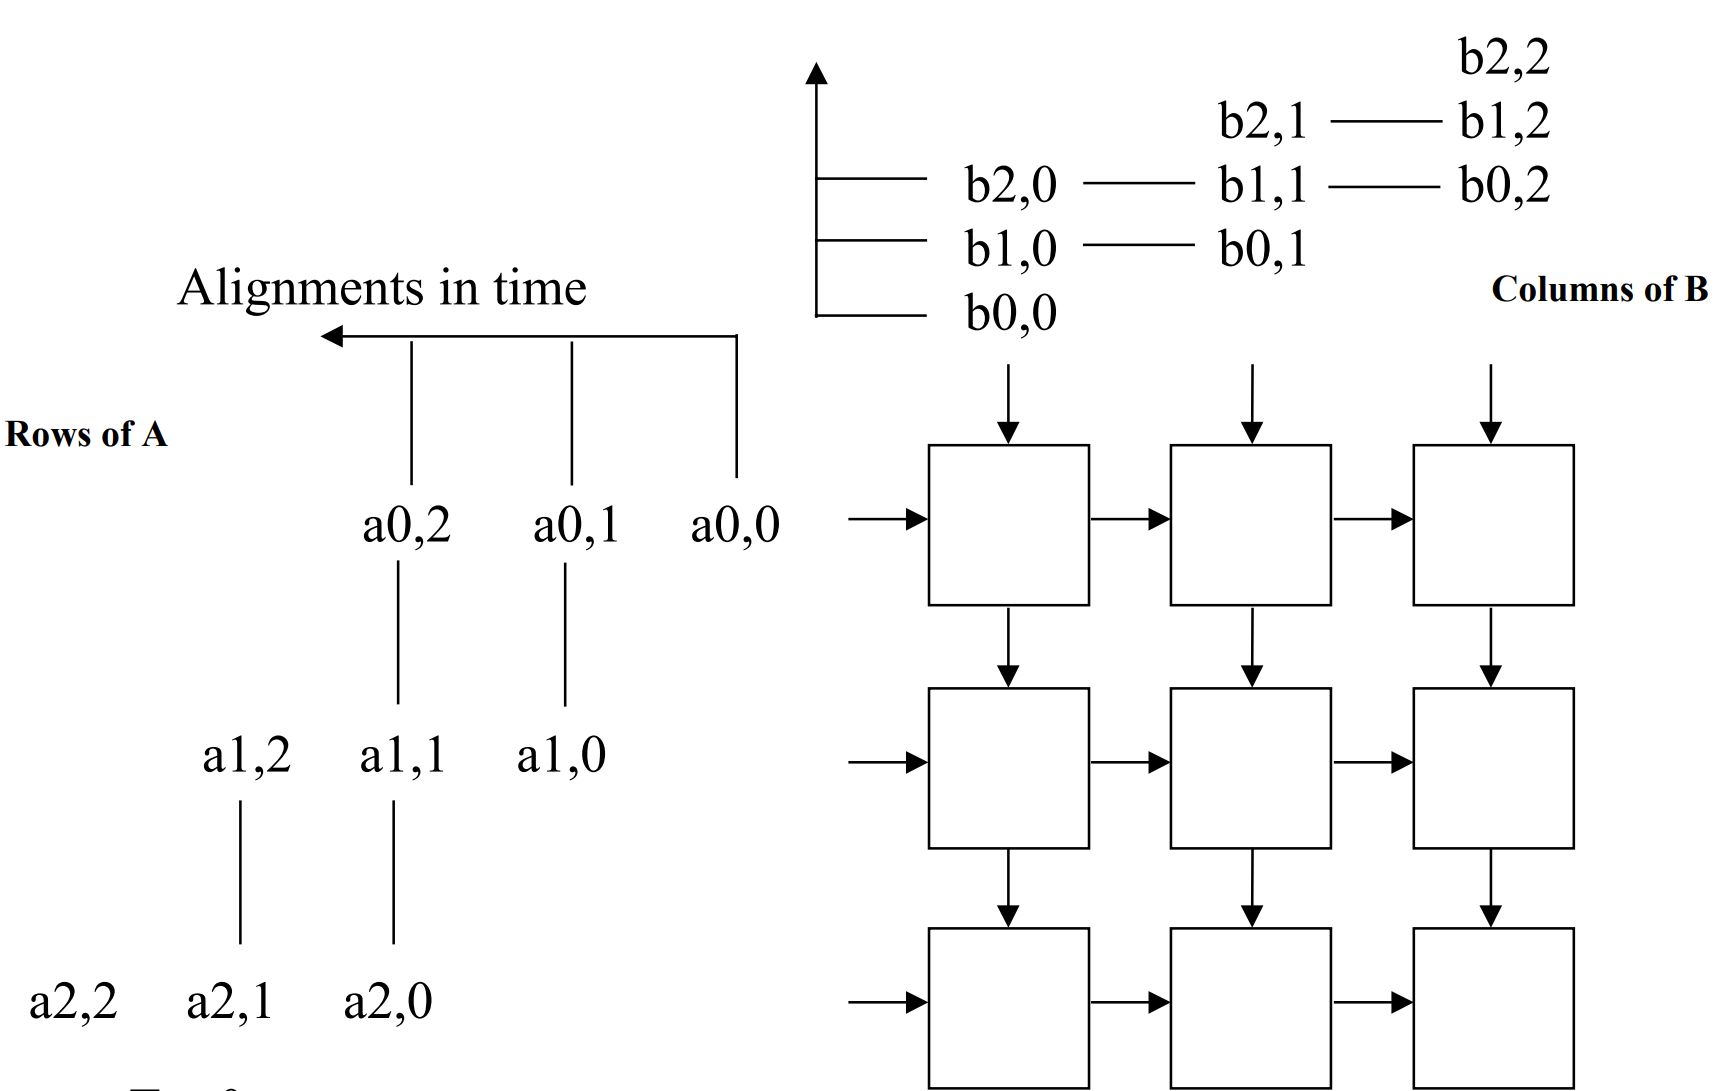 b2,2
b2,1 b1,2
b2,0 b1,1 b0,2
b1,0 b0,1
Alignments in time
Columns of B
b0,0
Rows of A
a0,2 a0,1 a0,0
a1,2 a1,1 a1,0
a2,2 a2,1 a2,0